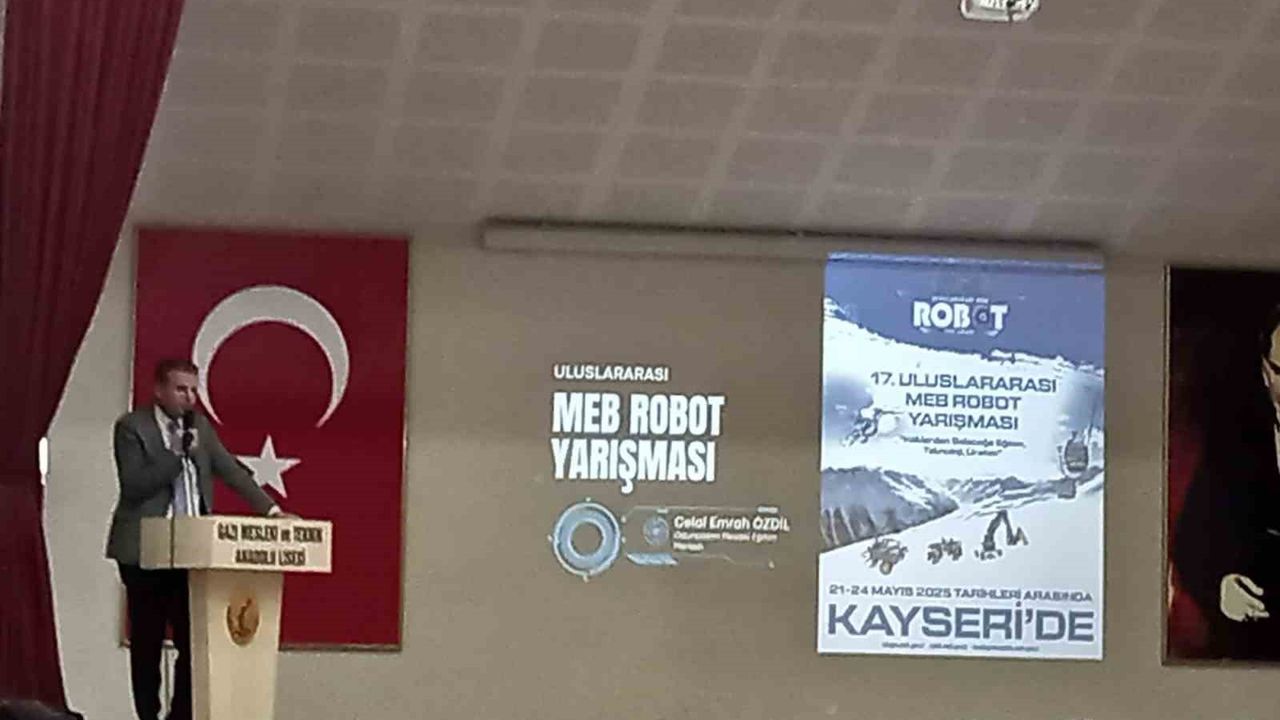 GAZİ MESLEKİ ve TEKNİK
ANADOLU LİSESİ
ULUSLARARASI
MEB ROBOT
YARIŞMASI
Celal Emrah ÖZDİL
Merkezi
ROBOT
17. ULUSLARARASI
MEB ROBOT
YARIŞMASI
21-24 MAYIS 2025 TARİHLERİ ARASINDA
KAYSERİ'DE